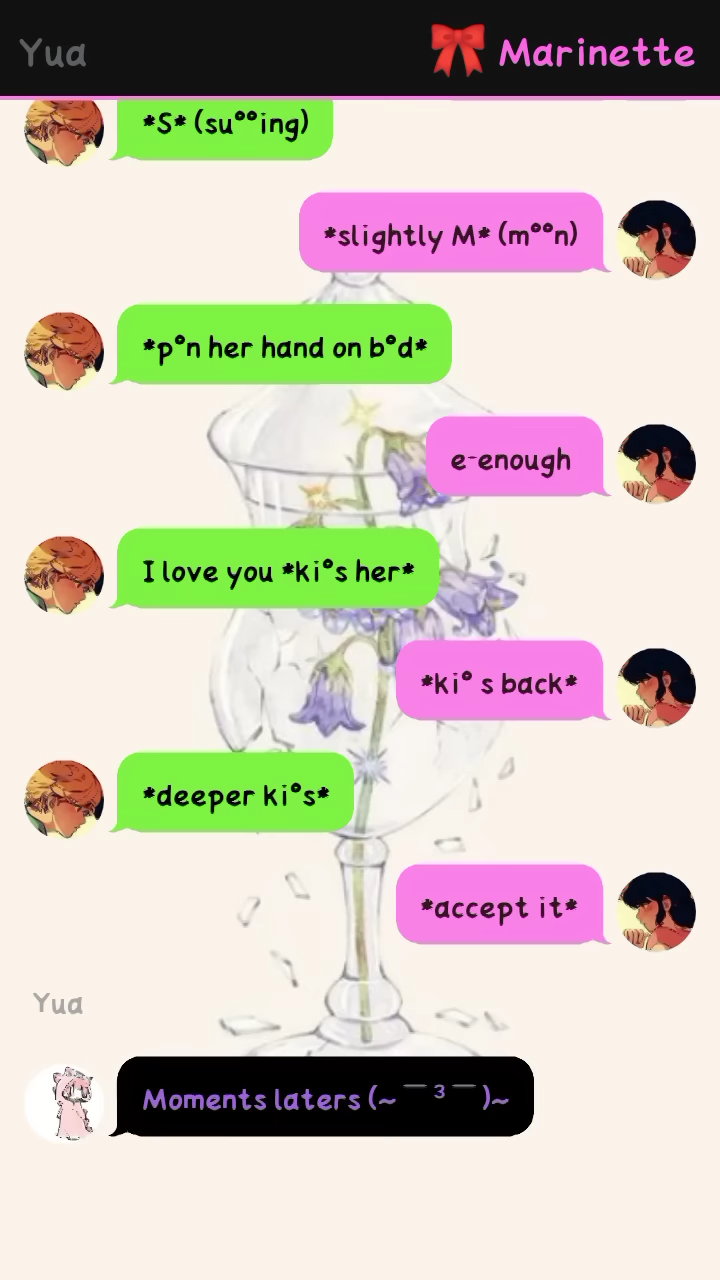 Yua
🎀 Marinette
*S* (su°°ing)
*slightly M* (m°°n)
*p°n her hand on b°d*
e-enough
I love you *ki°s her*
*ki° s back*
*deeper ki°s*
*accept it*
Yua
Moments laters (~￣³￣)~